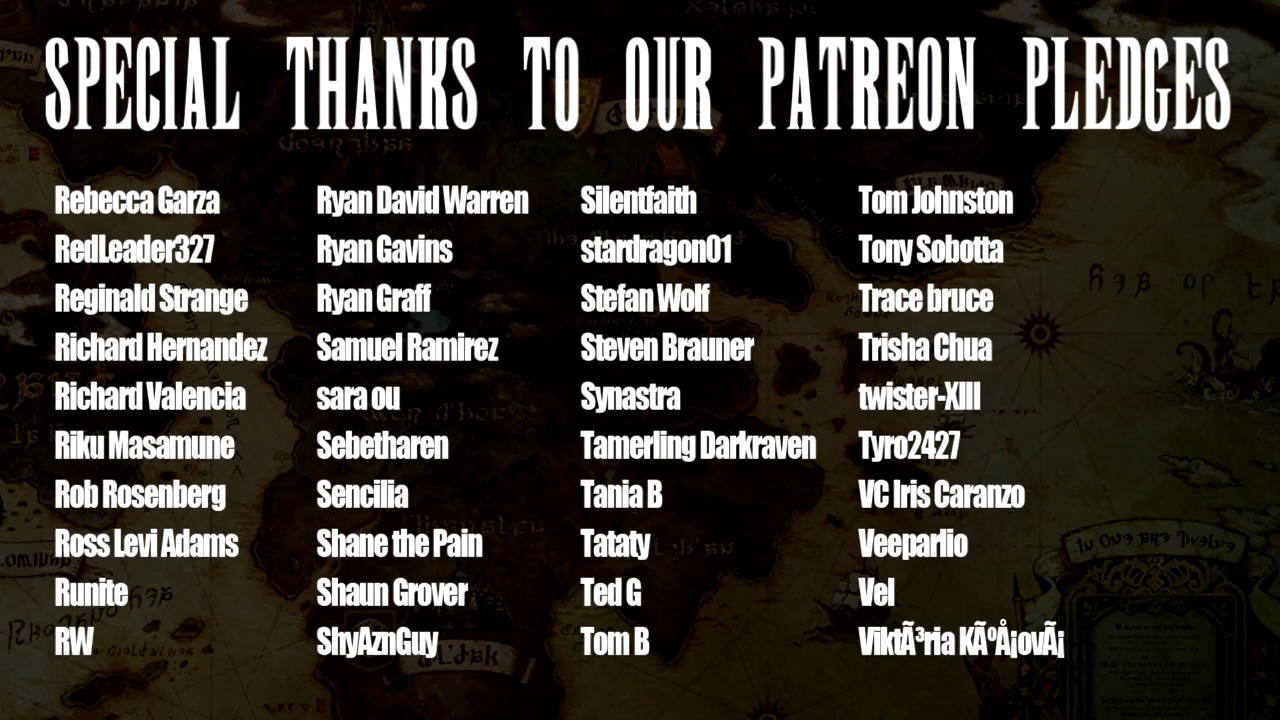 SPECIAL THANKS TO OUR PATREON PLEDGES
Rebecca Garza
RedLeader327
Reginald Strange
Richard Hernandez
Richard Valencia
Riku Masamune
Rob Rosenberg
Ross Levi Adams
Runite
RW
Ryan David Warren
Ryan Gavins
Ryan Graff
Samuel Ramirez
sara ou
Sebetharen
Sencilia
Shane the Pain
Shaun Grover
ShyAznGuy
Silentfaith
stardragon01
Stefan Wolf
Steven Brauner
Synastra
Tamerling Darkraven
Tania B
Tataty
Ted G
Tom B
Tom Johnston
Tony Sobotta
Trace bruce
Trisha Chua
twister-XIII
Tyro2427
VC Iris Caranzo
Veeparlio
Vel
ViktÃ³ria KÃºÅ¡ovÃ¡